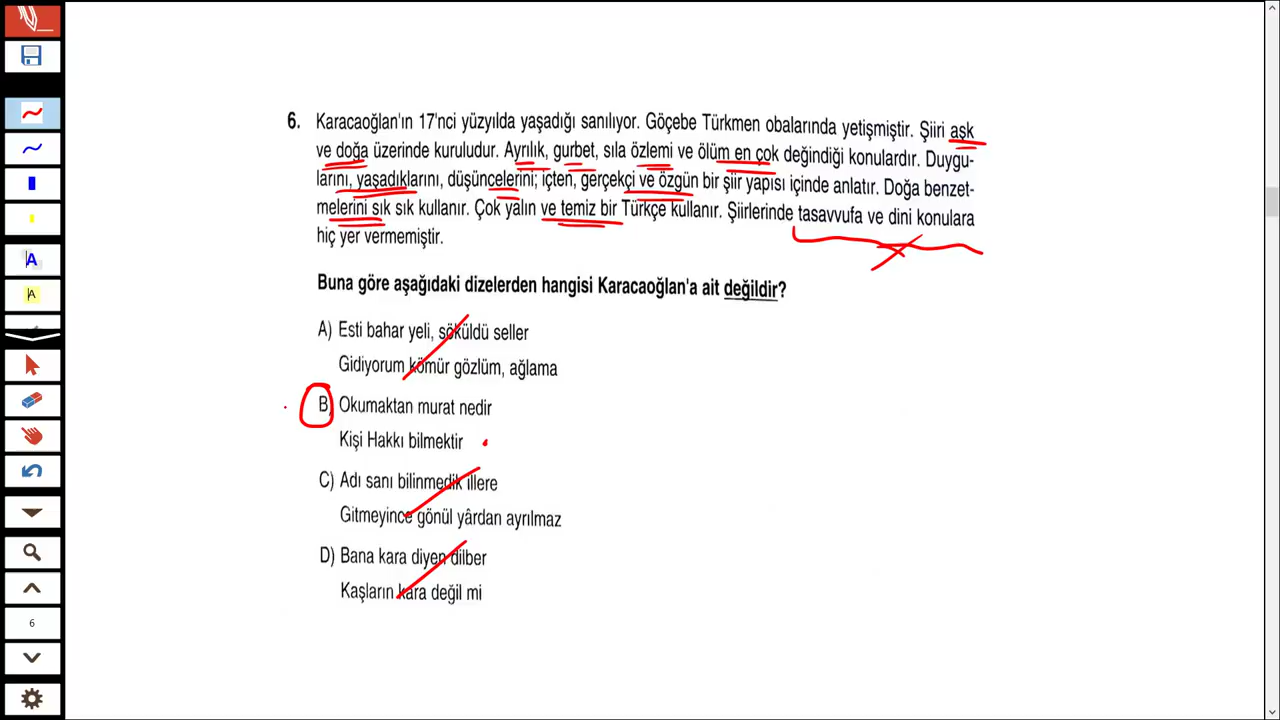 6. Karacaoğlan'ın 17'nci yüzyılda yaşadığı sanılıyor. Göçebe Türkmen obalarında yetişmiştir. Şiiri aşk
ve doğa üzerinde kuruludur. Ayrılık, gurbet, sıla özlemi ve ölüm en çok değindiği konulardır. Duygu-
larını, yaşadıklarını, düşüncelerini; içten, gerçekçi ve özgün bir şiir yapısı içinde anlatır. Doğa benzet-
melerini sık sık kullanır. Çok yalın ve temiz bir Türkçe kullanır. Şiirlerinde tasavvufa ve dini konulara
hiç yer vermemiştir.
Buna göre aşağıdaki dizelerden hangisi Karacaoğlan'a ait değildir?
A) Esti bahar yeli, söküldü seller
Gidiyorum kömür gözlüm, ağlama
B) Okumaktan murat nedir
Kişi Hakkı bilmektir
C) Adı sanı bilinmedik illere
Gitmeyince gönül yârdan ayrılmaz
D) Bana kara diyen dilber
Kaşların kara değil mi
A
A
6